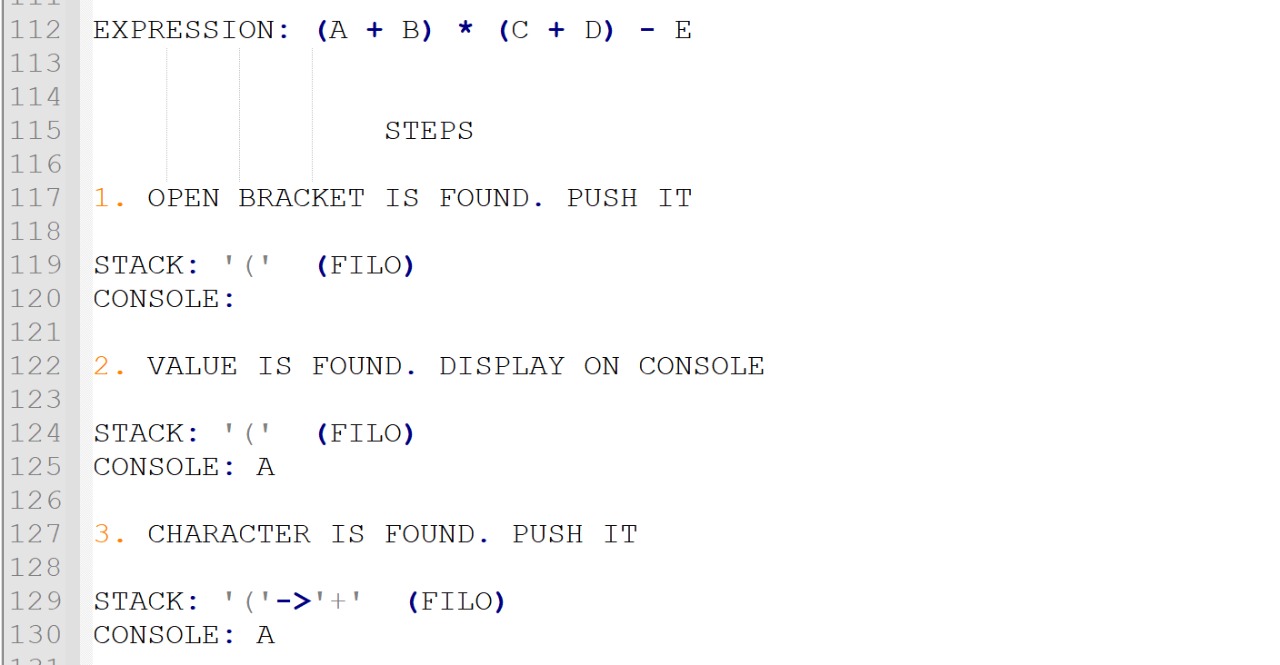 112 EXPRESSION: (A + B) * (C + D) - E
113
114
115 STEPS
116
117 1. OPEN BRACKET IS FOUND. PUSH IT
118
119 STACK: '(' (FILO)
120 CONSOLE:
121
122 2. VALUE IS FOUND. DISPLAY ON CONSOLE
123
124 STACK: '(' (FILO)
125 CONSOLE: A
126
127 3. CHARACTER IS FOUND. PUSH IT
128
129 STACK: '('->'+' (FILO)
130 CONSOLE: A